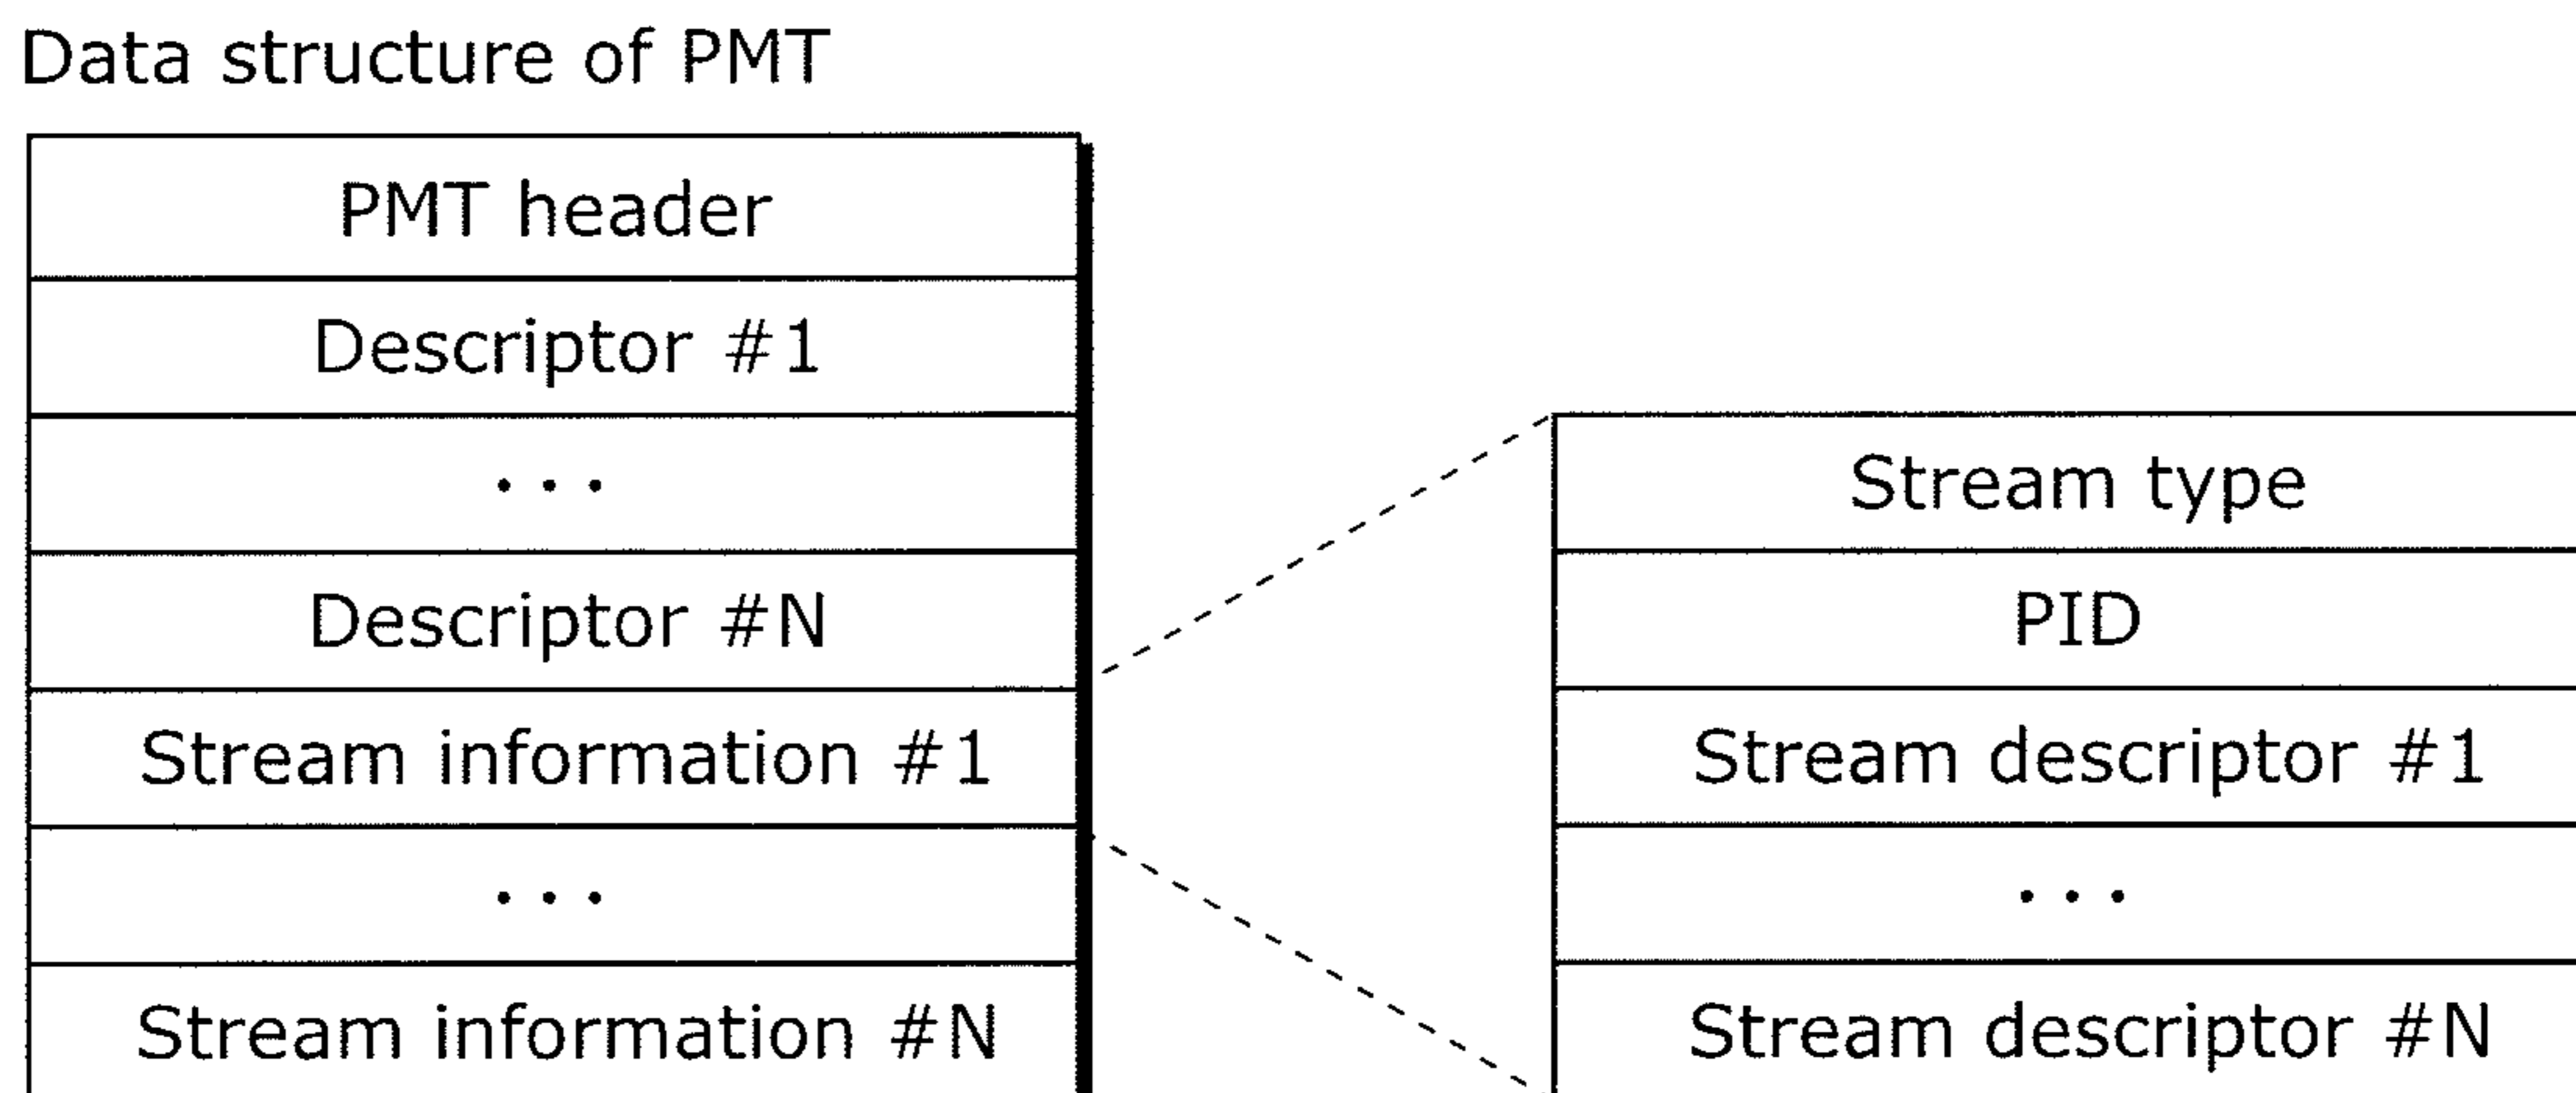 Data structure of PMT
PMT header
Descriptor #1
...
Descriptor #N
Stream information #1
...
Stream information #N
Stream type
PID
Stream descriptor #1
...
Stream descriptor #N